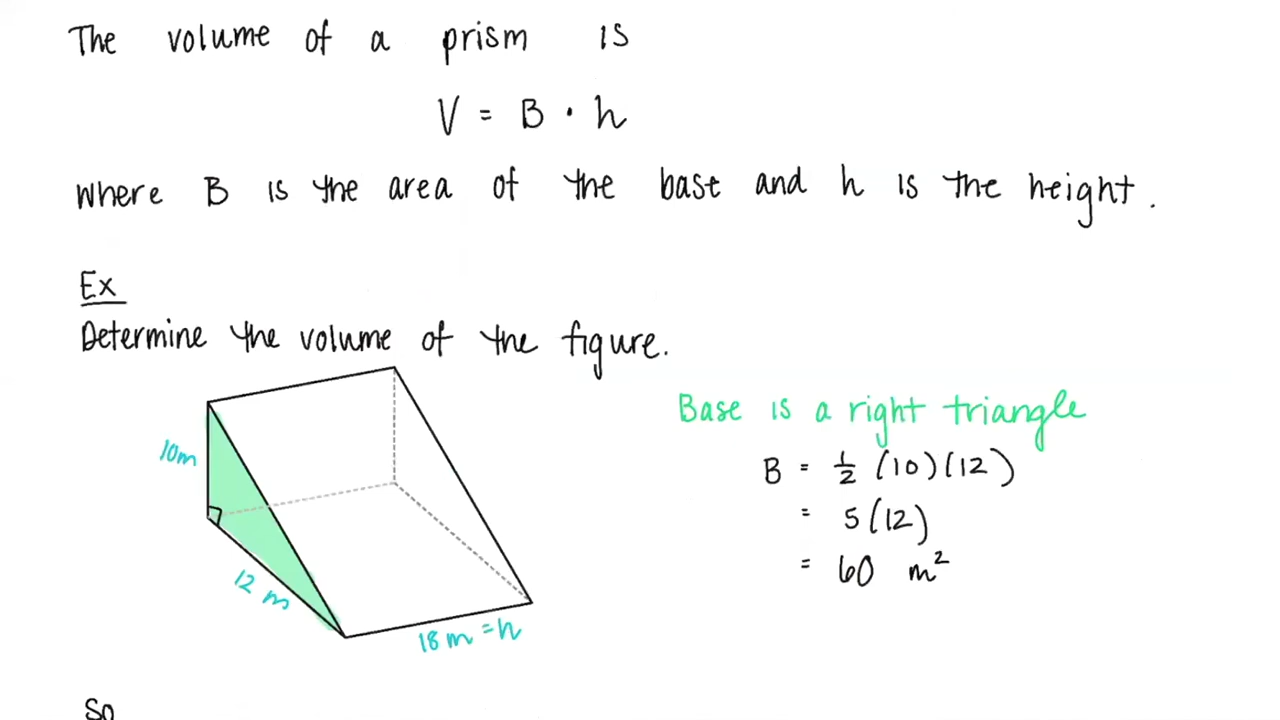 The volume of a prism is
V = B · h
where B is the area of the base and h is the height.
Ex
Determine the volume of the figure.
Base is a right triangle
10m
B = 1/2 (10)(12)
= 5(12)
= 60 m²
12 m
18 m = h
So